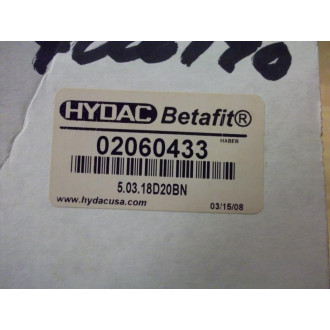 HYDAC Betafit®
02060433
HABER
5.03.18D20BN
www.hydacusa.com 03/15/08